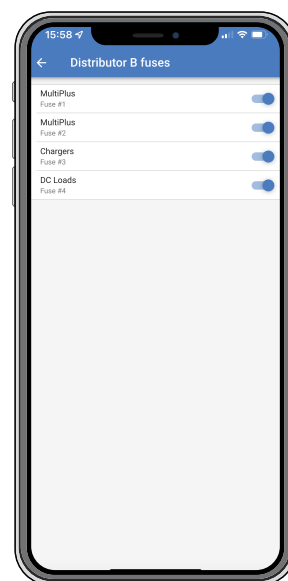 15:58
Distributor B fuses
MultiPlus
Fuse #1
MultiPlus
Fuse #2
Chargers
Fuse #3
DC Loads
Fuse #4